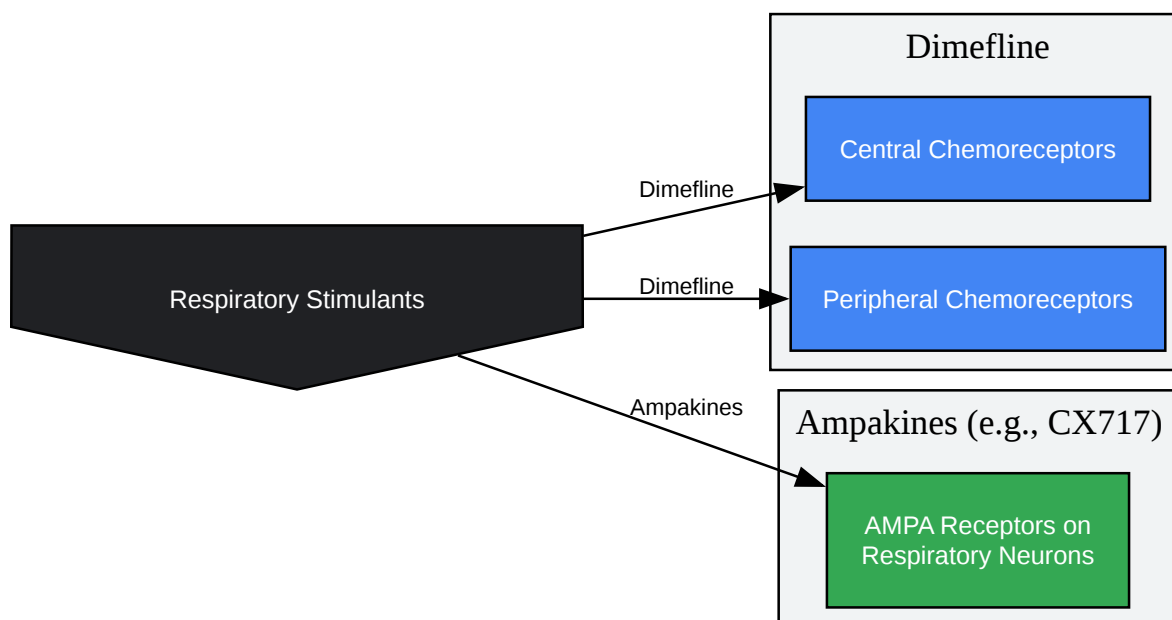 Dimefline
Central Chemoreceptors
Dimefline
Respiratory Stimulants
Dimefline
Peripheral Chemoreceptors
Ampakines
Ampakines (e.g., CX717)
AMPA Receptors on
Respiratory Neurons